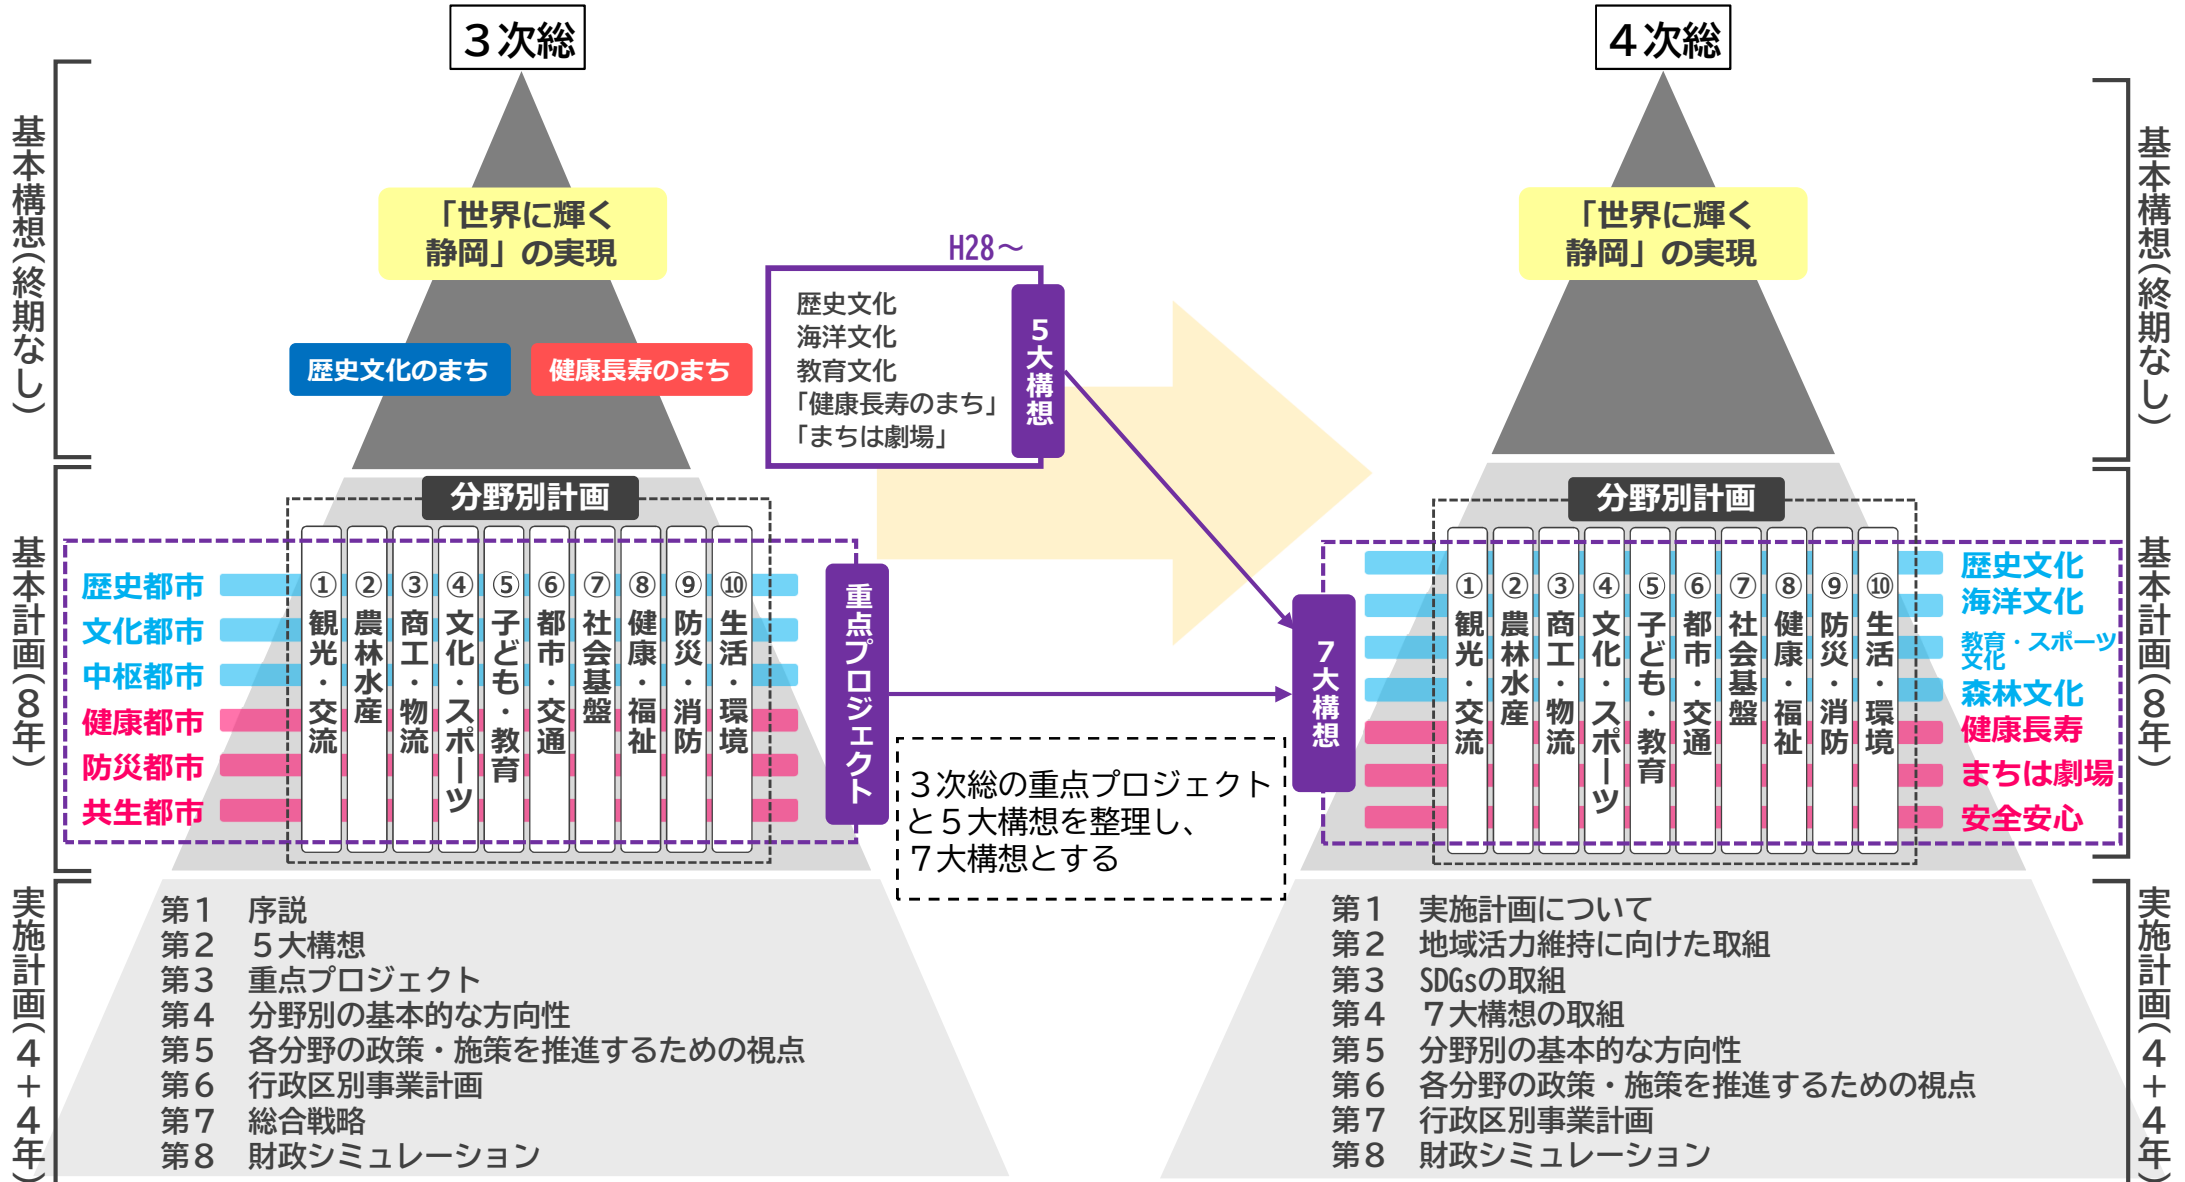 ３次総
基本構想（終期なし）
「世界に輝く
静岡」の実現
歴史文化のまち
健康長寿のまち
H28～
歴史文化
海洋文化
教育文化
「健康長寿のまち」
「まちは劇場」
５大構想
基本計画（８年）
分野別計画
歴史都市
文化都市
中枢都市
健康都市
防災都市
共生都市
①観光・交流
②農林水産
③商工・物流
④文化・スポーツ
⑤子ども・教育
⑥都市・交通
⑦社会基盤
⑧健康・福祉
⑨防災・消防
⑩生活・環境
重点プロジェクト
３次総の重点プロジェクト
と５大構想を整理し、
７大構想とする
実施計画（４＋４年）
第１　序説
第２　５大構想
第３　重点プロジェクト
第４　分野別の基本的な方向性
第５　各分野の政策・施策を推進するための視点
第６　行政区別事業計画
第７　総合戦略
第８　財政シミュレーション
４次総
「世界に輝く
静岡」の実現
基本構想（終期なし）
分野別計画
７大構想
①観光・交流
②農林水産
③商工・物流
④文化・スポーツ
⑤子ども・教育
⑥都市・交通
⑦社会基盤
⑧健康・福祉
⑨防災・消防
⑩生活・環境
歴史文化
海洋文化
教育・スポーツ
文化
森林文化
健康長寿
まちは劇場
安全安心
基本計画（８年）
第１　実施計画について
第２　地域活力維持に向けた取組
第３　SDGsの取組
第４　７大構想の取組
第５　分野別の基本的な方向性
第６　各分野の政策・施策を推進するための視点
第７　行政区別事業計画
第８　財政シミュレーション
実施計画（４＋４年）